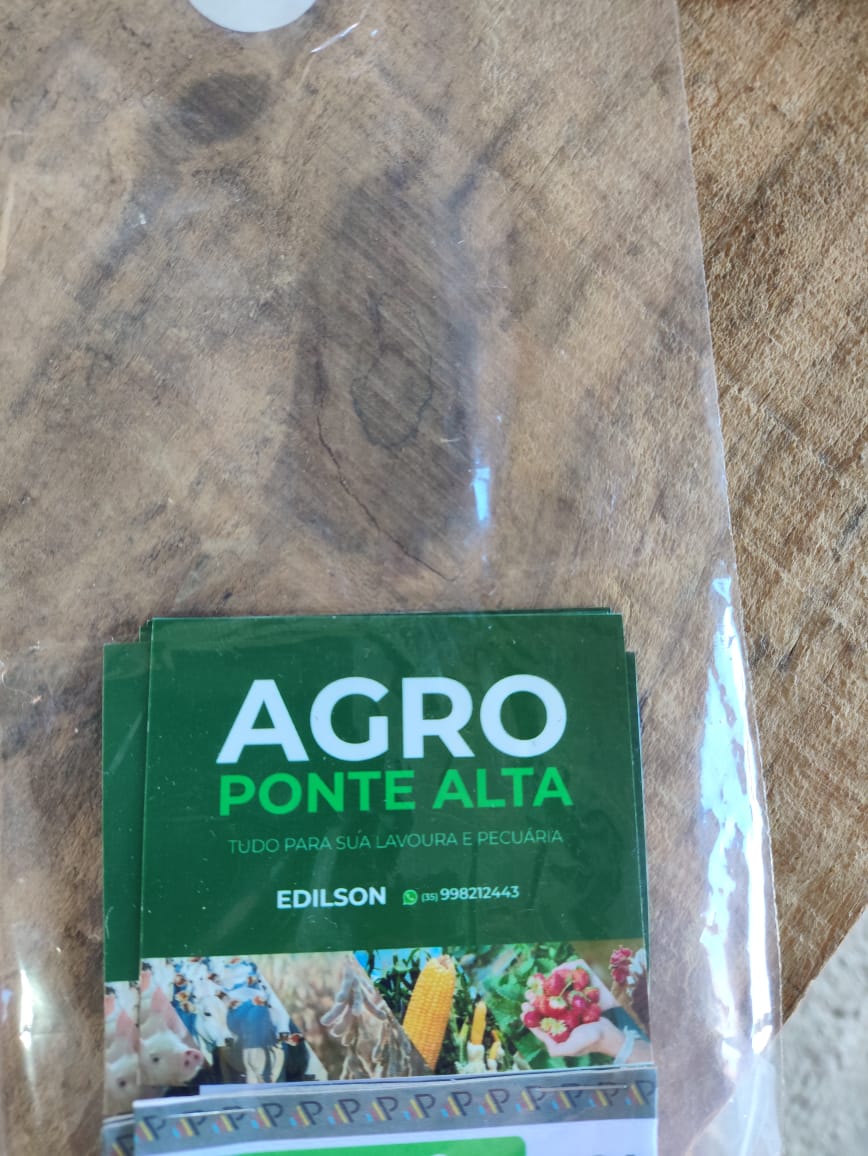 AGRO
PONTE ALTA
TUDO PARA SUA LAVOURA E PECUÁRIA
EDILSON (35) 998212443